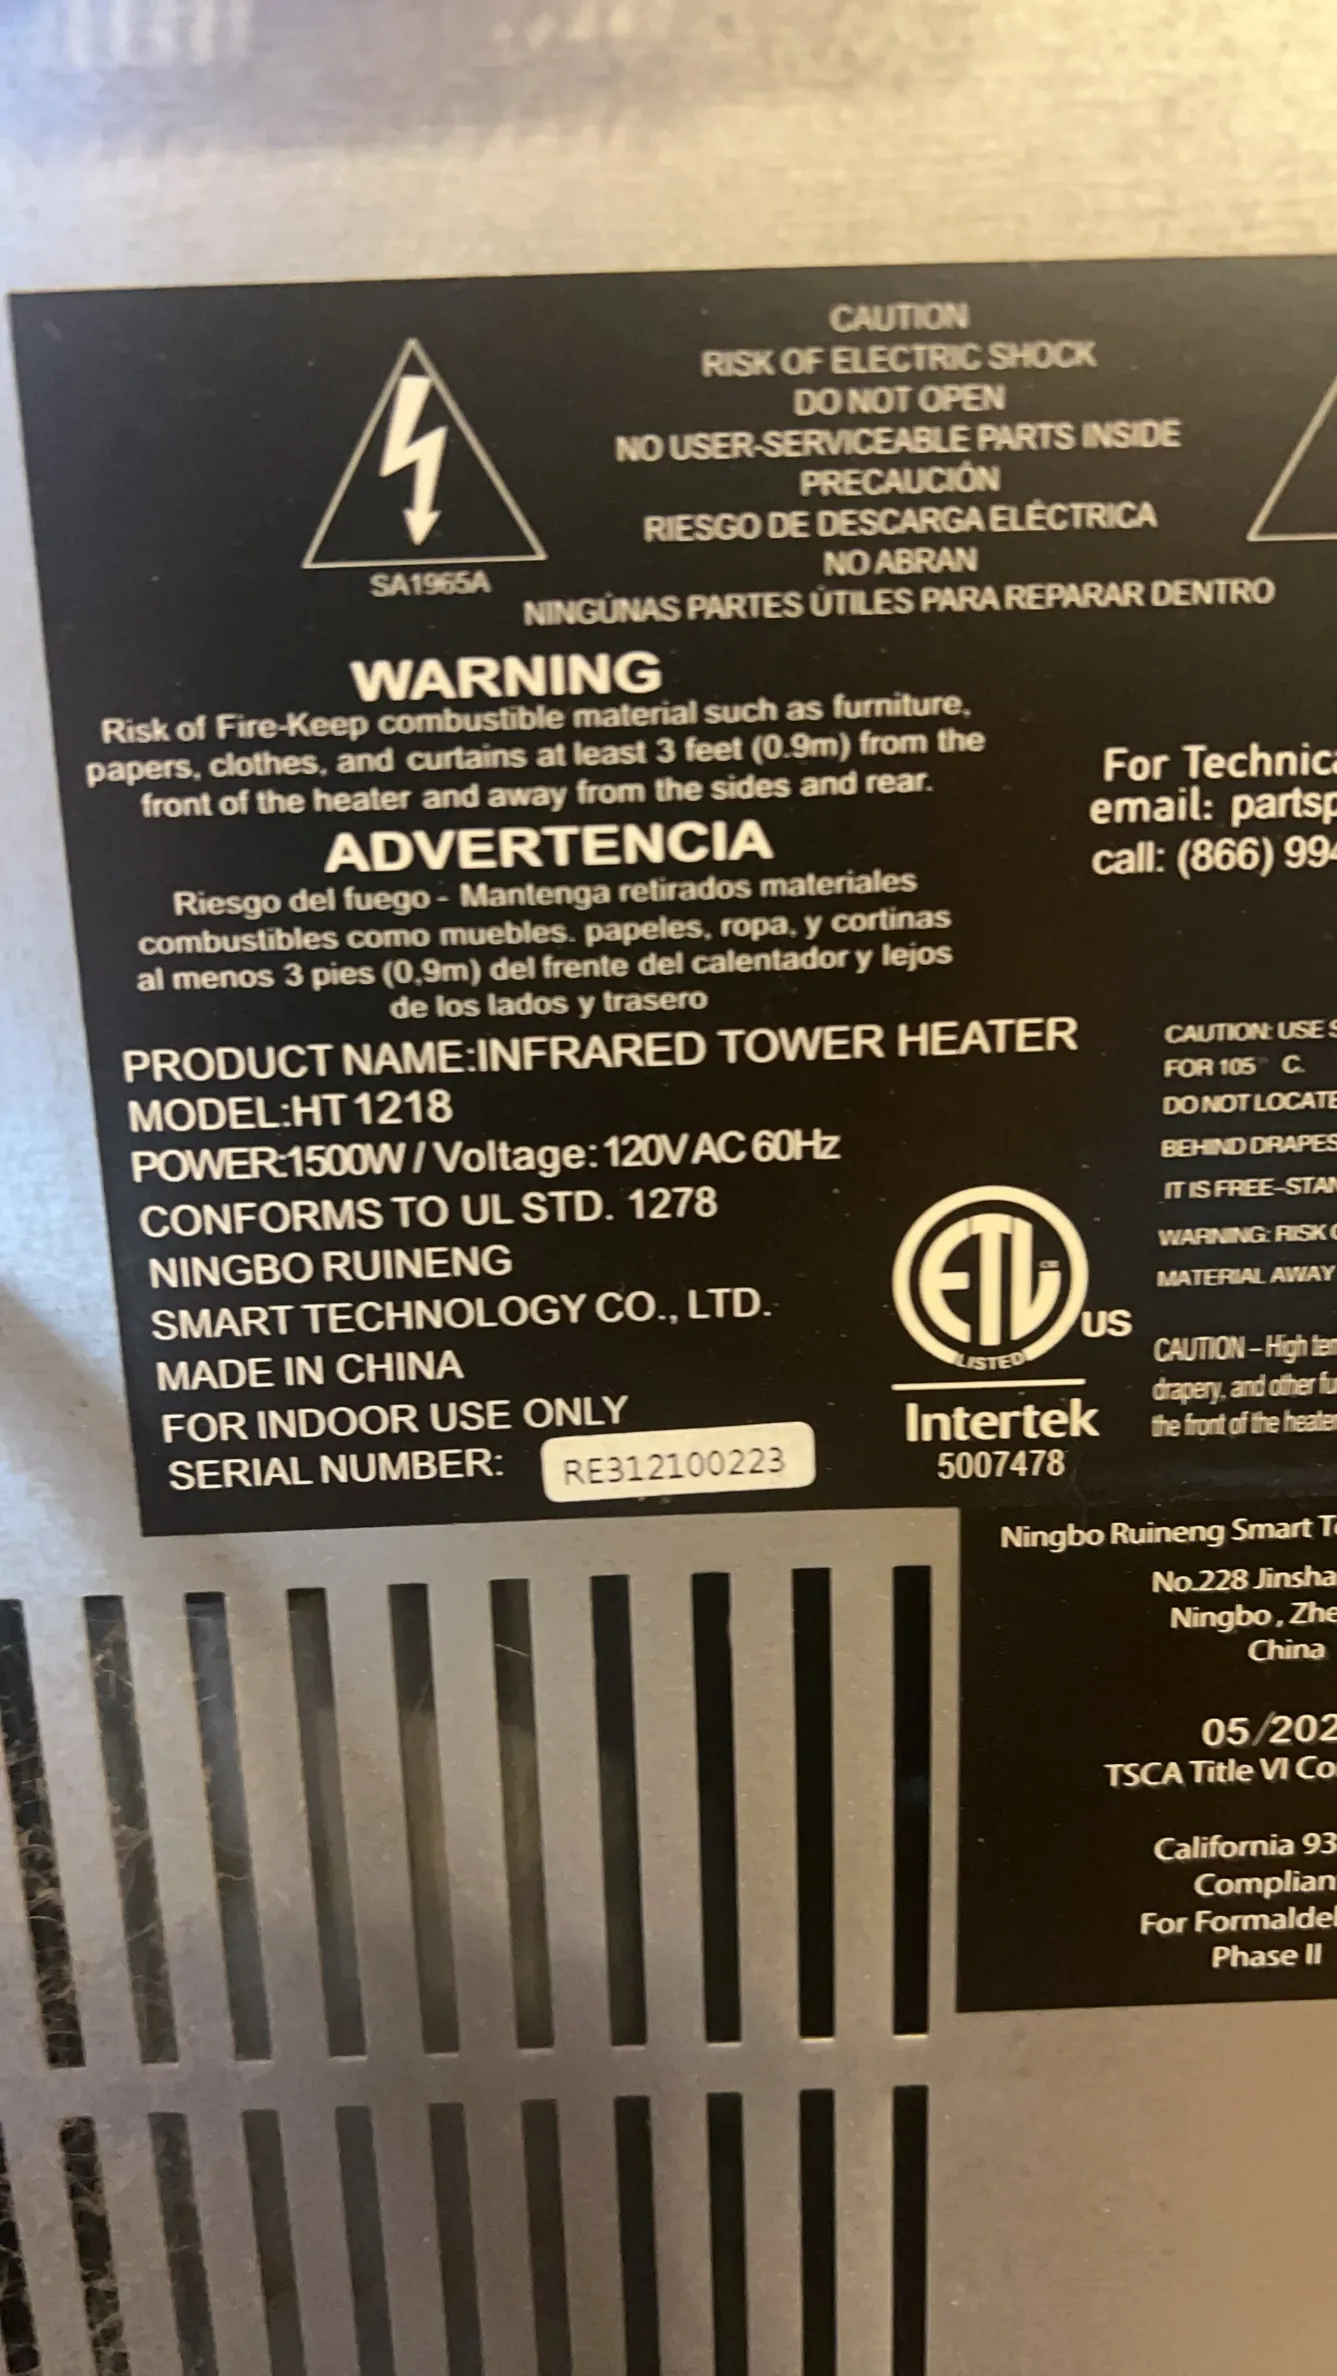 CAUTION
RISK OF ELECTRIC SHOCK
DO NOT OPEN
NO USER-SERVICEABLE PARTS INSIDE
PRECAUCIÓN
RIESGO DE DESCARGA ELÉCTRICA
NO ABRAN
NINGÚNAS PARTES ÚTILES PARA REPARAR DENTRO
SA1965A
WARNING
Risk of Fire-Keep combustible material such as furniture,
papers, clothes, and curtains at least 3 feet (0.9m) from the
front of the heater and away from the sides and rear.
ADVERTENCIA
Riesgo del fuego - Mantenga retirados materiales
combustibles como muebles. papeles, ropa, y cortinas
al menos 3 pies (0,9m) del frente del calentador y lejos
de los lados y trasero
PRODUCT NAME:INFRARED TOWER HEATER
MODEL:HT1218
POWER:1500W / Voltage:120VAC 60Hz
CONFORMS TO UL STD. 1278
NINGBO RUINENG
SMART TECHNOLOGY CO., LTD.
MADE IN CHINA
FOR INDOOR USE ONLY
SERIAL NUMBER: RE312100223
ETL CM
LISTED
US
Intertek
5007478
For Technica
email: partsp
call: (866) 994
CAUTION: USE S
FOR 105° C.
DO NOT LOCATE
BEHIND DRAPES
IT IS FREE-STAN
WARNING: RISK O
MATERIAL AWAY
CAUTION – High tem
drapery, and other fu
the front of the heater
Ningbo Ruineng Smart Te
No.228 Jinsha
Ningbo, Zhe
China
05/202
TSCA Title VI Co
California 93
Complian
For Formaldeh
Phase II